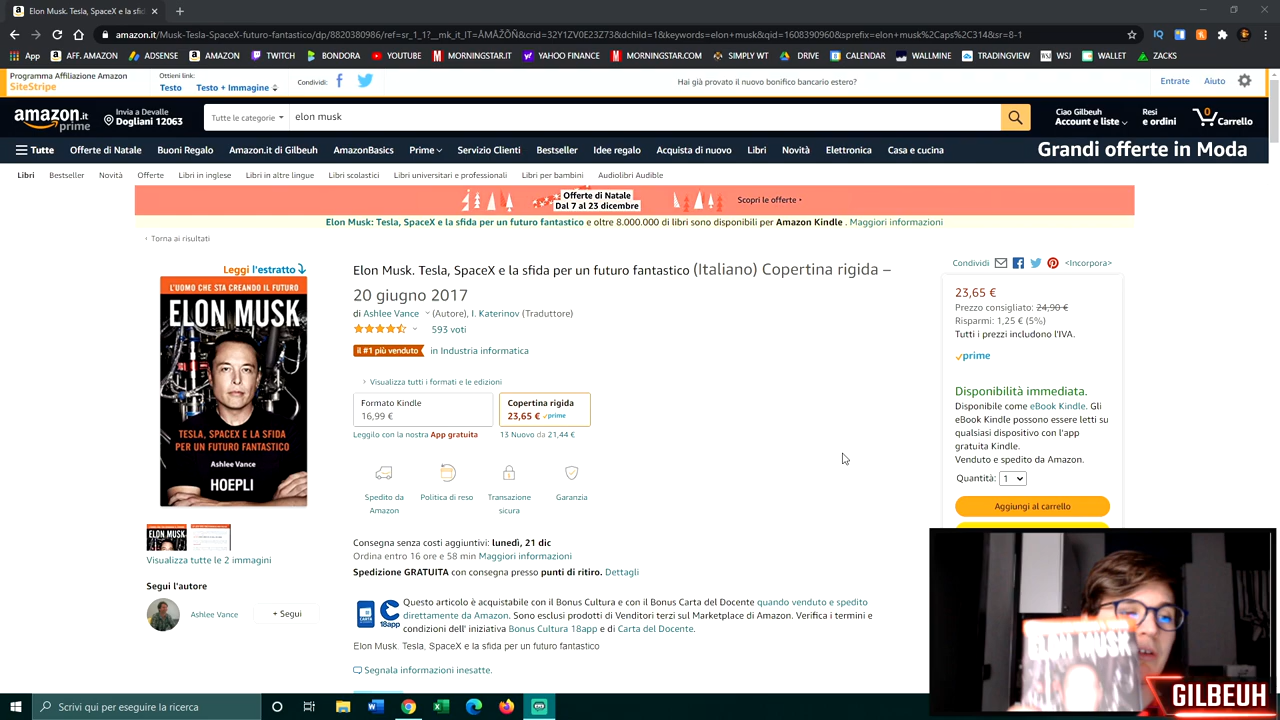 amazon.it/Musk-Tesla-SpaceX-futuro-fantastico/dp/8820380986/ref=sr_1_1?__mk_it_IT=ÅMÅŽÕÑ&crid=32Y1ZV0E23Z73&dchild=1&keywords=elon+musk&qid=1608390960&sprefix=elon+musk%2Caps%2C314&sr=8-1
App AFF. AMAZON ADSENSE AMAZON TWITCH BONDORA YOUTUBE MORNINGSTAR.IT YAHOO FINANCE MORNINGSTAR.COM SIMPLY WT DRIVE CALENDAR WALLMINE TRADINGVIEW WSJ WALLET ZACKS
Programma Affiliazione Amazon
SiteStripe
Ottieni link:
Testo Testo + Immagine
Condividi:
Hai già provato il nuovo bonifico bancario estero?
Entrate Aiuto
amazon.it
prime
Invia a Devalle
Dogliani 12063
Tutte le categorie elon musk
Ciao Gilbeuh
Account e liste
Resi
e ordini
0
Carrello
Tutte Offerte di Natale Buoni Regalo Amazon.it di Gilbeuh AmazonBasics Prime Servizio Clienti Bestseller Idee regalo Acquista di nuovo Libri Novità Elettronica Casa e cucina Grandi offerte in Moda
Libri Bestseller Novità Offerte Libri in inglese Libri in altre lingue Libri scolastici Libri universitari e professionali Libri per bambini Audiolibri Audible
Offerte di Natale
Dal 7 al 23 dicembre
Scopri le offerte
Elon Musk: Tesla, SpaceX e la sfida per un futuro fantastico e oltre 8.000.000 di libri sono disponibili per Amazon Kindle . Maggiori informazioni
‹ Torna ai risultati
Leggi l'estratto
L'UOMO CHE STA CREANDO IL FUTURO
ELON MUSK
TESLA, SPACEX E LA SFIDA
PER UN FUTURO FANTASTICO
Ashlee Vance
HOEPLI
Visualizza tutte le 2 immagini
Segui l'autore
Ashlee Vance + Segui
Elon Musk. Tesla, SpaceX e la sfida per un futuro fantastico (Italiano) Copertina rigida –
20 giugno 2017
di Ashlee Vance (Autore), I. Katerinov (Traduttore)
593 voti
il #1 più venduto in Industria informatica
› Visualizza tutti i formati e le edizioni
Formato Kindle
16,99 €
Copertina rigida
23,65 € prime
Leggilo con la nostra App gratuita
13 Nuovo da 21,44 €
Spedito da
Amazon
Politica di reso
Transazione
sicura
Garanzia
Consegna senza costi aggiuntivi: lunedì, 21 dic
Ordina entro 16 ore e 58 min Maggiori informazioni
Spedizione GRATUITA con consegna presso punti di ritiro. Dettagli
CARTA
18app
Questo articolo è acquistabile con il Bonus Cultura e con il Bonus Carta del Docente quando venduto e spedito
direttamente da Amazon. Sono esclusi prodotti di Venditori terzi sul Marketplace di Amazon. Verifica i termini e
condizioni dell' iniziativa Bonus Cultura 18app e di Carta del Docente.
Elon Musk. Tesla, SpaceX e la sfida per un futuro fantastico
Segnala informazioni inesatte.
Condividi <Incorpora>
23,65 €
Prezzo consigliato: 24,90 €
Risparmi: 1,25 € (5%)
Tutti i prezzi includono l'IVA.
prime
Disponibilità immediata.
Disponibile come eBook Kindle. Gli
eBook Kindle possono essere letti su
qualsiasi dispositivo con l'app
gratuita Kindle.
Venduto e spedito da Amazon.
Quantità: 1
Aggiungi al carrello
ELON MUSK
GILBEUH
Scrivi qui per eseguire la ricerca